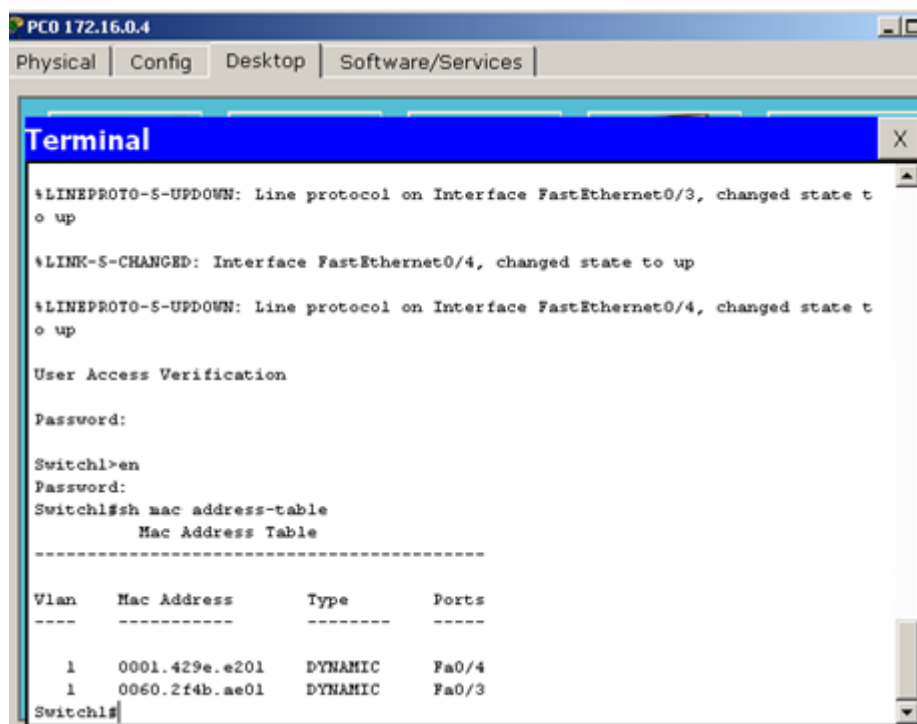 PC0 172.16.0.4
Physical Config Desktop Software/Services
Terminal X
%LINEPROTO-5-UPDOWN: Line protocol on Interface FastEthernet0/3, changed state t
o up
%LINK-5-CHANGED: Interface FastEthernet0/4, changed state to up
%LINEPROTO-5-UPDOWN: Line protocol on Interface FastEthernet0/4, changed state t
o up
User Access Verification
Password:
Switch1>en
Password:
Switch1#sh mac address-table
Mac Address Table
-------------------------------------------
Vlan Mac Address Type Ports
---- ----------- -------- -----
1 0001.429e.e201 DYNAMIC Fa0/4
1 0060.2f4b.ae01 DYNAMIC Fa0/3
Switch1#